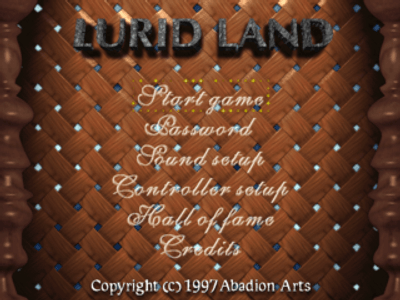 LURID LAND
Start game
Password
Sound setup
Controller setup
Hall of fame
Credits
Copyright (c) 1997 Abadion Arts